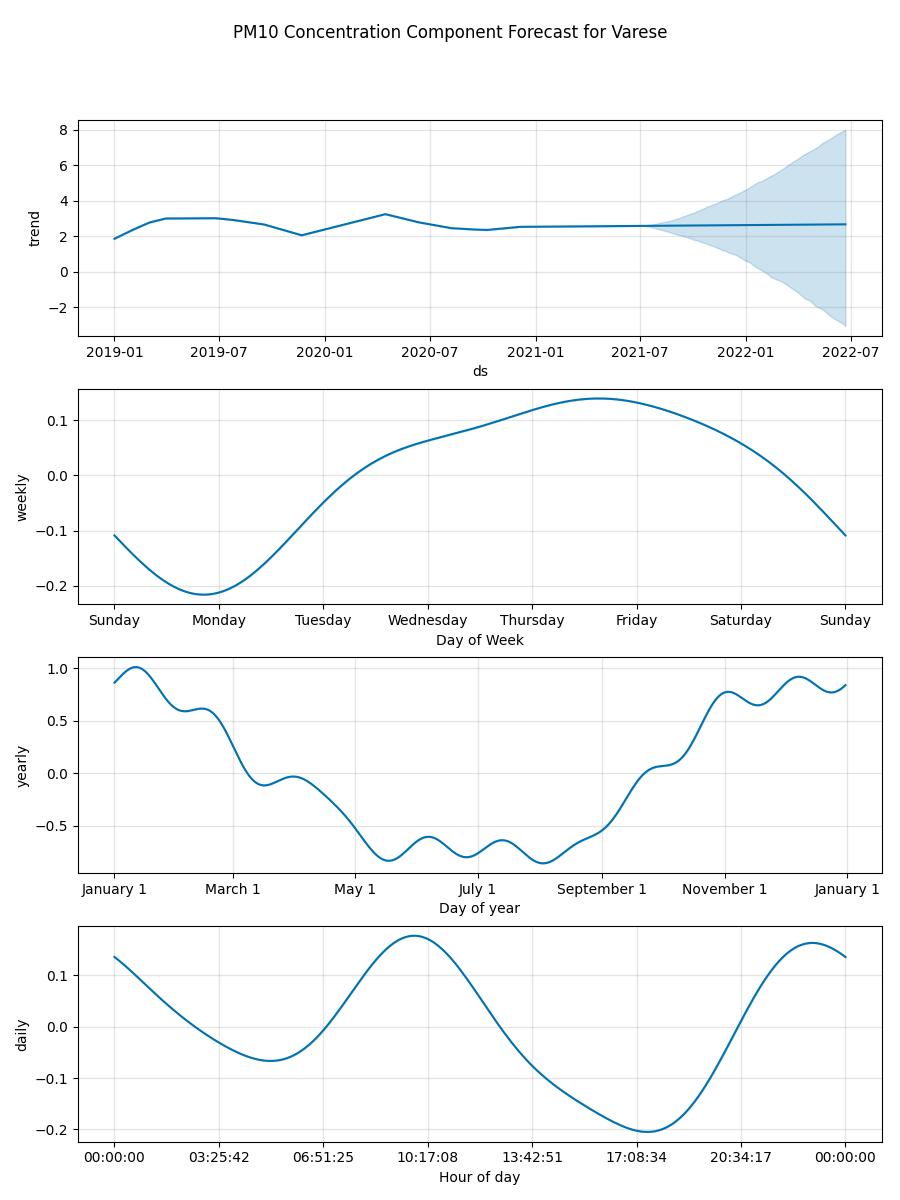 PM10 Concentration Component Forecast for Varese
trend
8
6
4
2
0
−2
2019-01 2019-07 2020-01 2020-07 2021-01 2021-07 2022-01 2022-07
ds
weekly
0.1
0.0
−0.1
−0.2
Sunday Monday Tuesday Wednesday Thursday Friday Saturday Sunday
Day of Week
yearly
1.0
0.5
0.0
−0.5
January 1 March 1 May 1 July 1 September 1 November 1 January 1
Day of year
daily
0.1
0.0
−0.1
−0.2
00:00:00 03:25:42 06:51:25 10:17:08 13:42:51 17:08:34 20:34:17 00:00:00
Hour of day